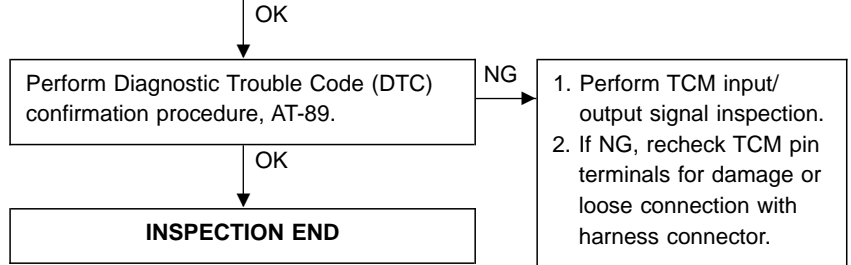 OK
Perform Diagnostic Trouble Code (DTC)
confirmation procedure, AT-89.
NG
1. Perform TCM input/
output signal inspection.
2. If NG, recheck TCM pin
terminals for damage or
loose connection with
harness connector.
OK
INSPECTION END